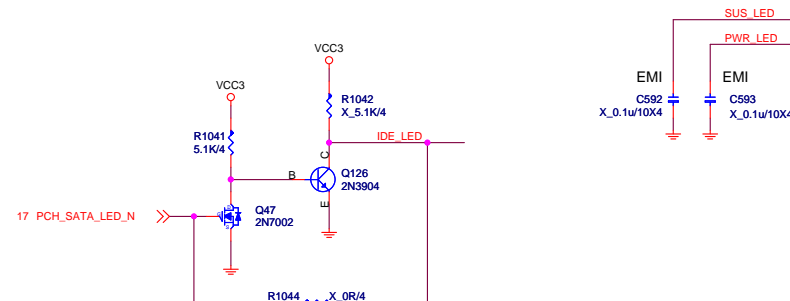 SUS_LED
PWR_LED
VCC3
VCC3
EMI
EMI
R1042
X_5.1K/4
C592
X_0.1u/10X4
C593
X_0.1u/10X4
R1041
5.1K/4
IDE_LED
C
B
Q126
2N3904
E
17 PCH_SATA_LED_N
Q47
2N7002
R1044
X_0R/4